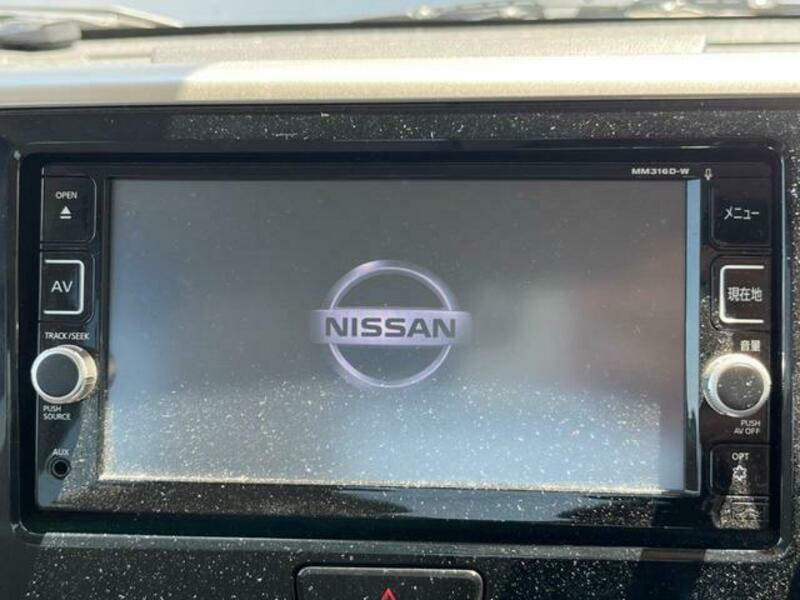 MM316D-W
OPEN
メニュー
AV
現在地
NISSAN
TRACK/SEEK
音量
PUSH
SOURCE
PUSH
AV OFF
AUX
OPT